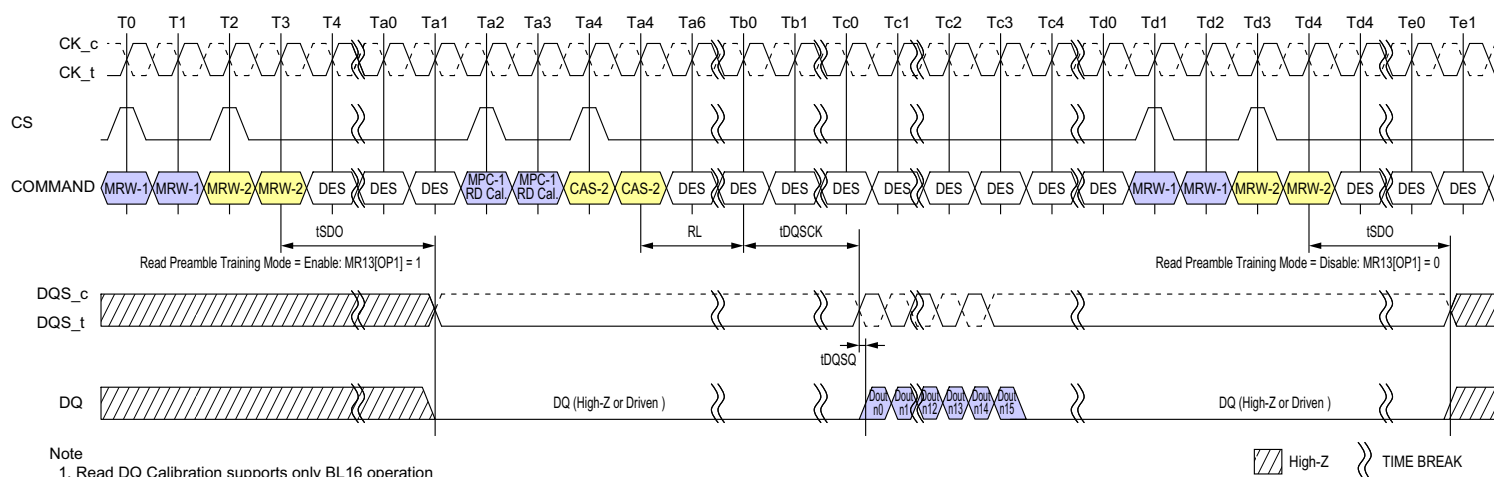 T0 T1 T2 T3 T4 Ta0 Ta1 Ta2 Ta3 Ta4 Ta4 Ta6 Tb0 Tb1 Tc0 Tc1 Tc2 Tc3 Tc4 Td0 Td1 Td2 Td3 Td4 Td4 Te0 Te1
CK_c
CK_t
CS
COMMAND MRW-1 MRW-1 MRW-2 MRW-2 DES DES DES MPC-1 RD Cal. MPC-1 RD Cal. CAS-2 CAS-2 DES DES DES DES DES DES DES DES DES MRW-1 MRW-1 MRW-2 MRW-2 DES DES DES
tSDO RL tDQSCK tSDO
Read Preamble Training Mode = Enable: MR13[OP1] = 1 Read Preamble Training Mode = Disable: MR13[OP1] = 0
DQS_c
DQS_t
tDQSQ
DQ DQ (High-Z or Driven ) Dout n0 Dout n1 Dout n12 Dout n13 Dout n14 Dout n15 DQ (High-Z or Driven )
Note
1. Read DQ Calibration supports only BL16 operation
High-Z TIME BREAK